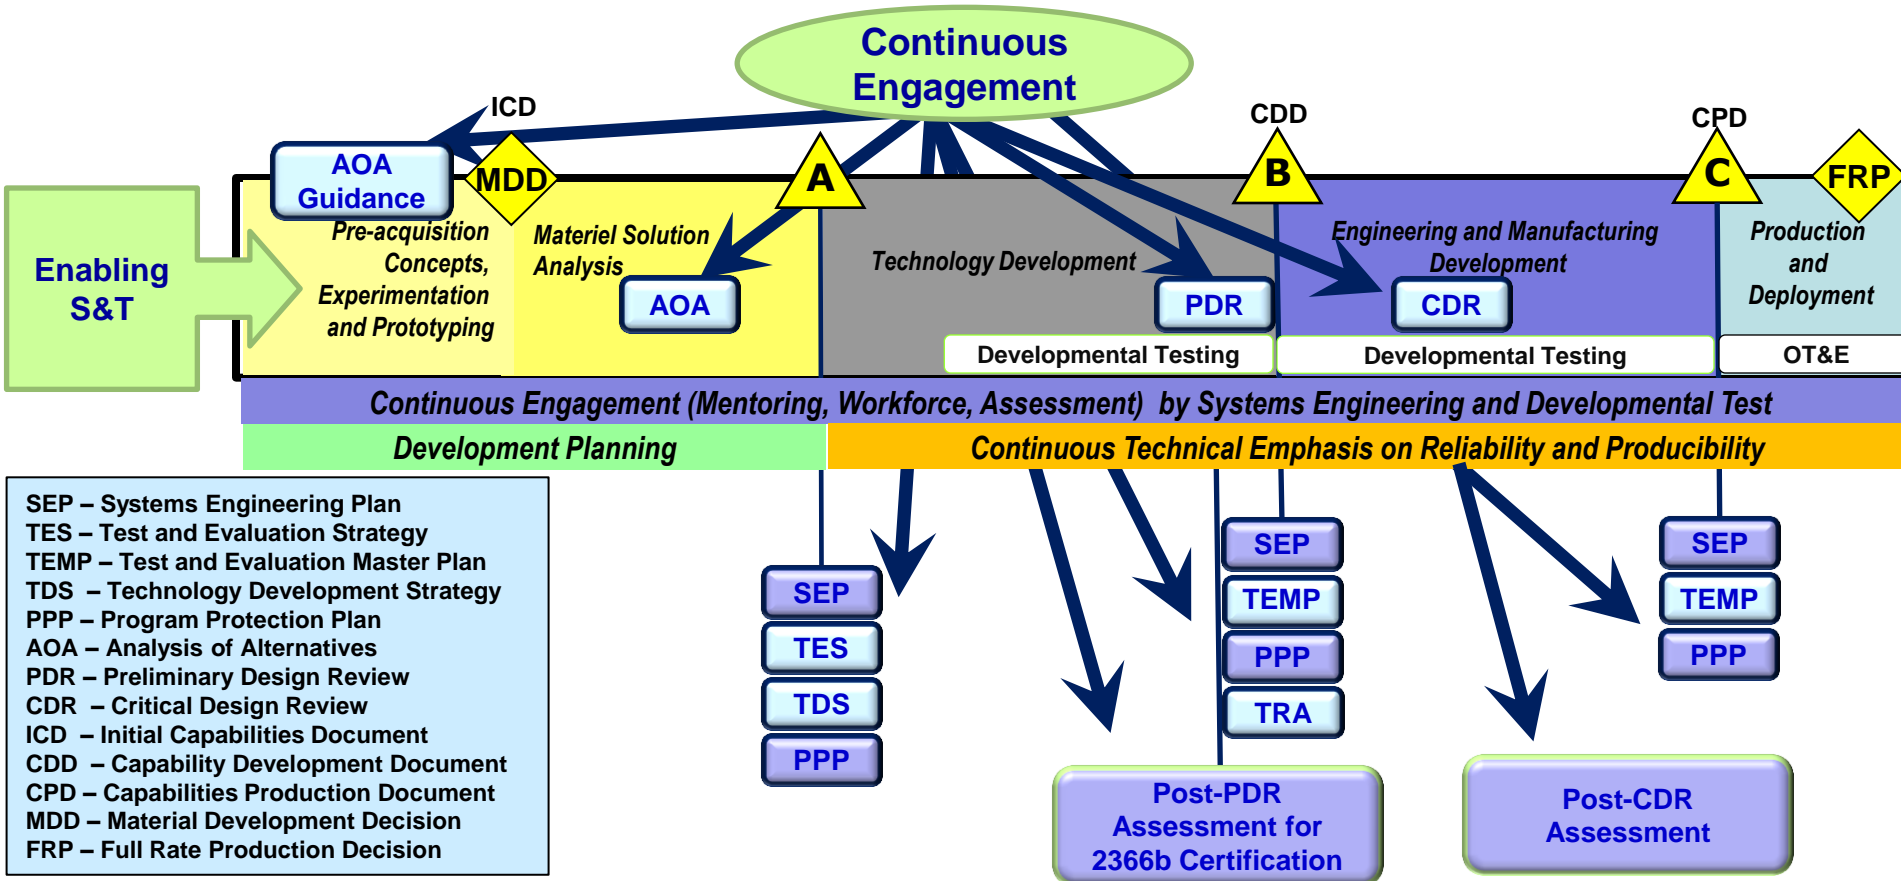 Continuous
Engagement
ICD
CDD
CPD
AOA
Guidance
MDD
A
B
C
FRP
Enabling
S&T
Pre-acquisition
Concepts,
Experimentation
and Prototyping
Materiel Solution
Analysis
AOA
Technology Development
PDR
Engineering and Manufacturing
Development
CDR
Production
and
Deployment
Developmental Testing
Developmental Testing
OT&E
Continuous Engagement (Mentoring, Workforce, Assessment) by Systems Engineering and Developmental Test
Development Planning
Continuous Technical Emphasis on Reliability and Producibility
SEP – Systems Engineering Plan
TES – Test and Evaluation Strategy
TEMP – Test and Evaluation Master Plan
TDS – Technology Development Strategy
PPP – Program Protection Plan
AOA – Analysis of Alternatives
PDR – Preliminary Design Review
CDR – Critical Design Review
ICD – Initial Capabilities Document
CDD – Capability Development Document
CPD – Capabilities Production Document
MDD – Material Development Decision
FRP – Full Rate Production Decision
SEP
TES
TDS
PPP
SEP
TEMP
PPP
TRA
Post-PDR
Assessment for
2366b Certification
SEP
TEMP
PPP
Post-CDR
Assessment